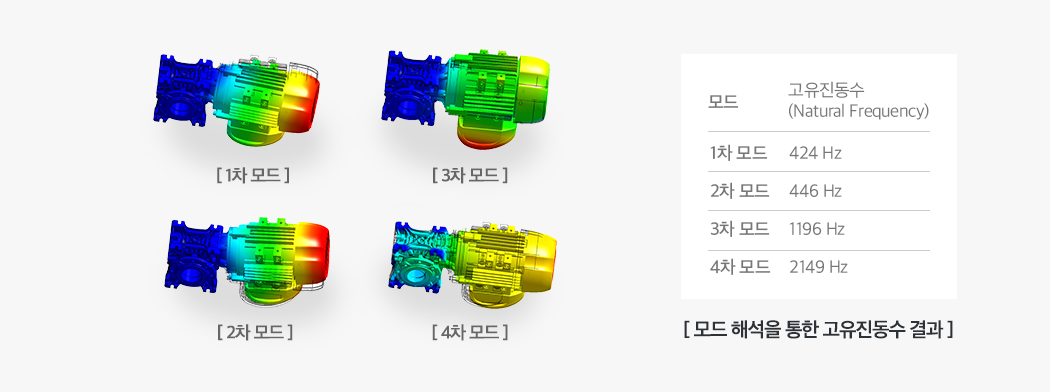 [ 1차 모드 ]
[ 3차 모드 ]
[ 2차 모드 ]
[ 4차 모드 ]
모드 고유진동수
(Natural Frequency)
1차 모드 424 Hz
2차 모드 446 Hz
3차 모드 1196 Hz
4차 모드 2149 Hz
[ 모드 해석을 통한 고유진동수 결과 ]